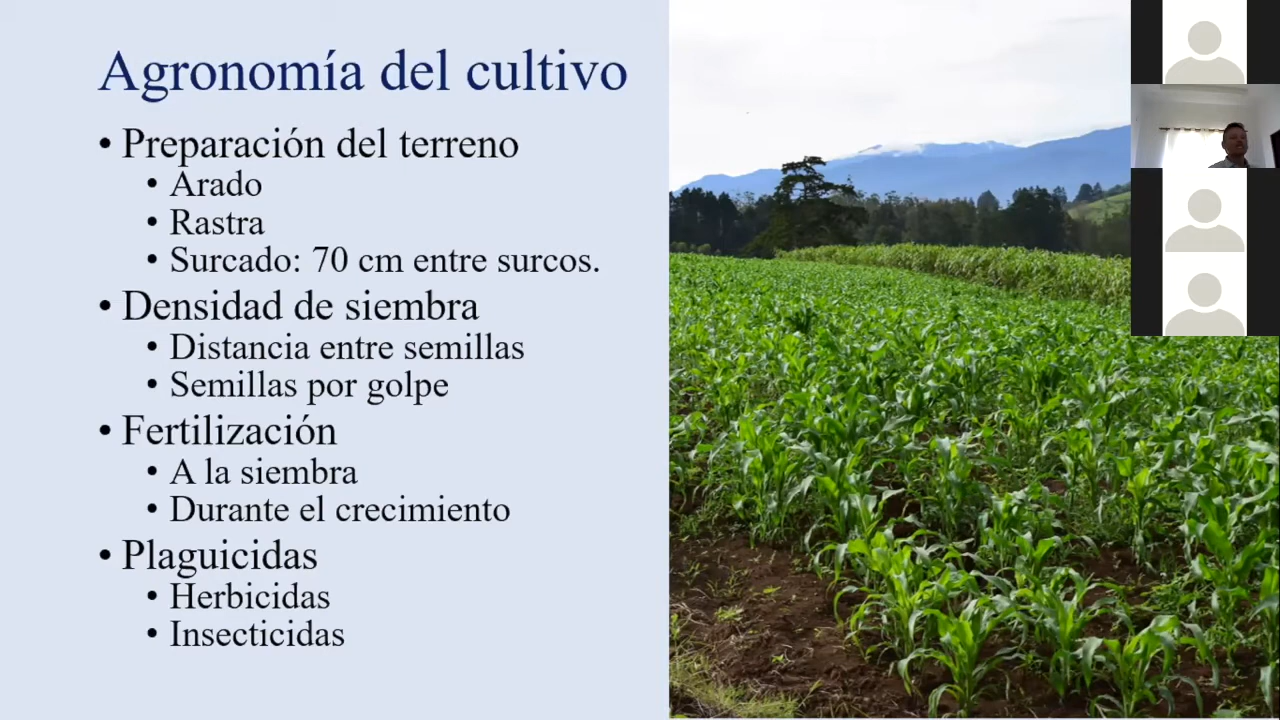 Agronomía del cultivo
• Preparación del terreno
• Arado
• Rastra
• Surcado: 70 cm entre surcos.
• Densidad de siembra
• Distancia entre semillas
• Semillas por golpe
• Fertilización
• A la siembra
• Durante el crecimiento
• Plaguicidas
• Herbicidas
• Insecticidas